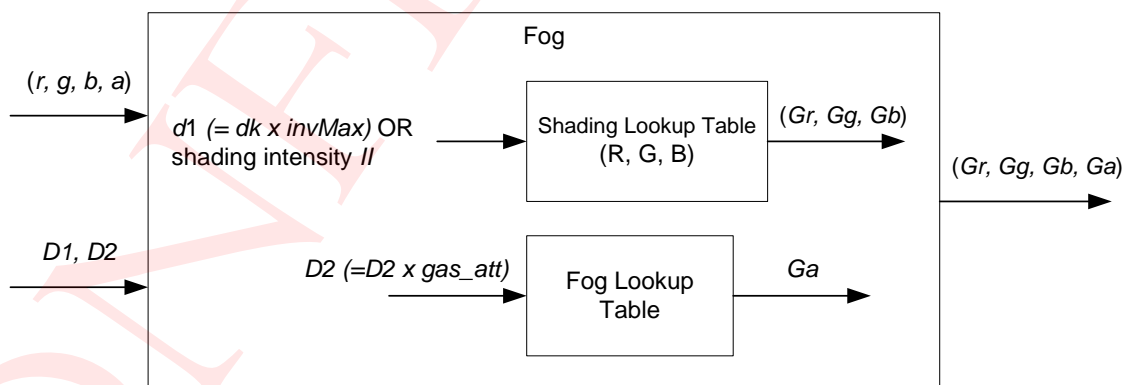 Fog
(r, g, b, a)
d1 (= dk x invMax) OR
shading intensity II
Shading Lookup Table
(R, G, B)
(Gr, Gg, Gb)
(Gr, Gg, Gb, Ga)
D1, D2
D2 (=D2 x gas_att)
Fog Lookup
Table
Ga